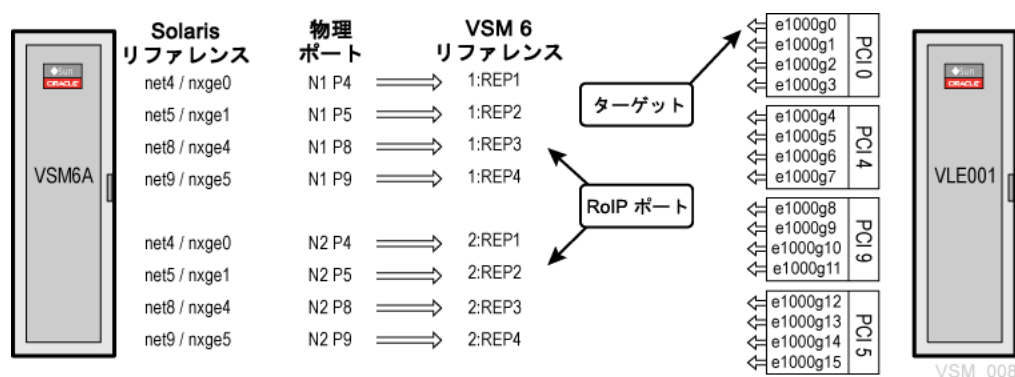 Solaris
リファレンス
物理
ポート
VSM 6
リファレンス
net4 / nxge0 N1 P4 1:REP1
net5 / nxge1 N1 P5 1:REP2
net8 / nxge4 N1 P8 1:REP3
net9 / nxge5 N1 P9 1:REP4
net4 / nxge0 N2 P4 2:REP1
net5 / nxge1 N2 P5 2:REP2
net8 / nxge4 N2 P8 2:REP3
net9 / nxge5 N2 P9 2:REP4
Sun
ORACLE
VSM6A
ターゲット
RoIP ポート
e1000g0
e1000g1
e1000g2
e1000g3
PCI 0
e1000g4
e1000g5
e1000g6
e1000g7
PCI 4
e1000g8
e1000g9
e1000g10
e1000g11
PCI 9
e1000g12
e1000g13
e1000g14
e1000g15
PCI 5
Sun
ORACLE
VLE001
VSM_008